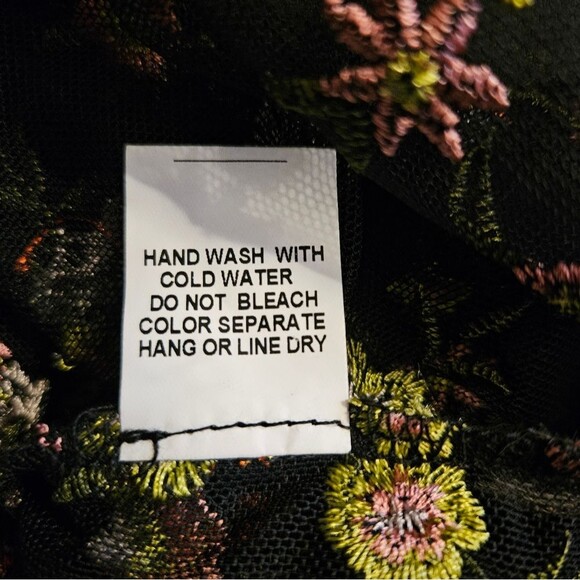 HAND WASH WITH
COLD WATER
DO NOT BLEACH
COLOR SEPARATE
HANG OR LINE DRY